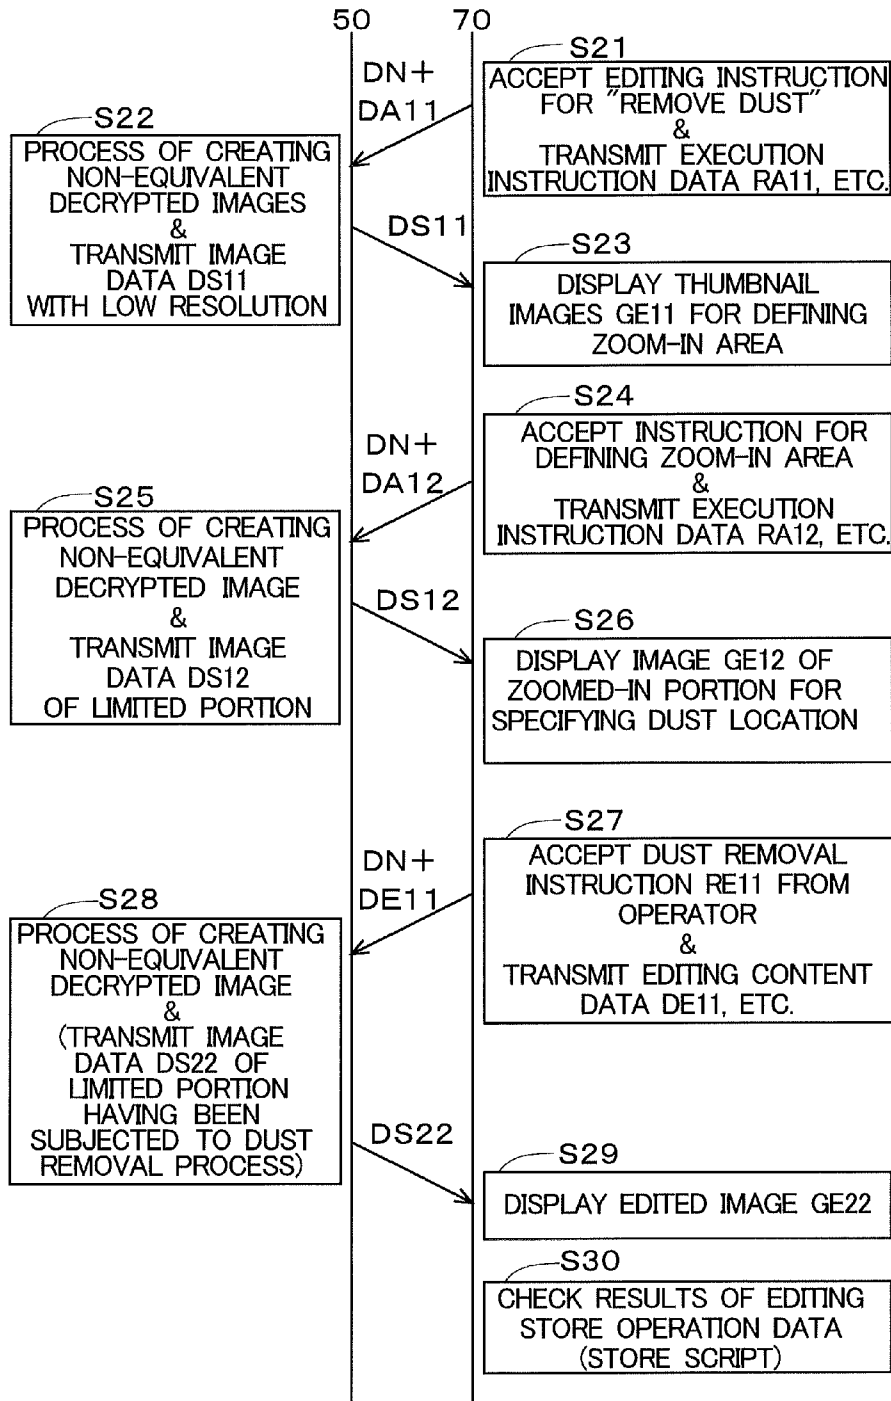 50
70
S21
DN+
DA11
ACCEPT EDITING INSTRUCTION
FOR "REMOVE DUST"
&
TRANSMIT EXECUTION
INSTRUCTION DATA RA11, ETC.
S22
PROCESS OF CREATING
NON-EQUIVALENT
DECRYPTED IMAGES
&
TRANSMIT IMAGE
DATA DS11
WITH LOW RESOLUTION
DS11
S23
DISPLAY THUMBNAIL
IMAGES GE11 FOR DEFINING
ZOOM-IN AREA
S24
DN+
DA12
ACCEPT INSTRUCTION FOR
DEFINING ZOOM-IN AREA
&
TRANSMIT EXECUTION
INSTRUCTION DATA RA12, ETC.
S25
PROCESS OF CREATING
NON-EQUIVALENT
DECRYPTED IMAGE
&
TRANSMIT IMAGE
DATA DS12
OF LIMITED PORTION
DS12
S26
DISPLAY IMAGE GE12 OF
ZOOMED-IN PORTION FOR
SPECIFYING DUST LOCATION
S27
DN+
DE11
ACCEPT DUST REMOVAL
INSTRUCTION RE11 FROM
OPERATOR
&
TRANSMIT EDITING CONTENT
DATA DE11, ETC.
S28
PROCESS OF CREATING
NON-EQUIVALENT
DECRYPTED IMAGE
&
(TRANSMIT IMAGE
DATA DS22 OF
LIMITED PORTION
HAVING BEEN
SUBJECTED TO DUST
REMOVAL PROCESS)
DS22
S29
DISPLAY EDITED IMAGE GE22
S30
CHECK RESULTS OF EDITING
STORE OPERATION DATA
(STORE SCRIPT)